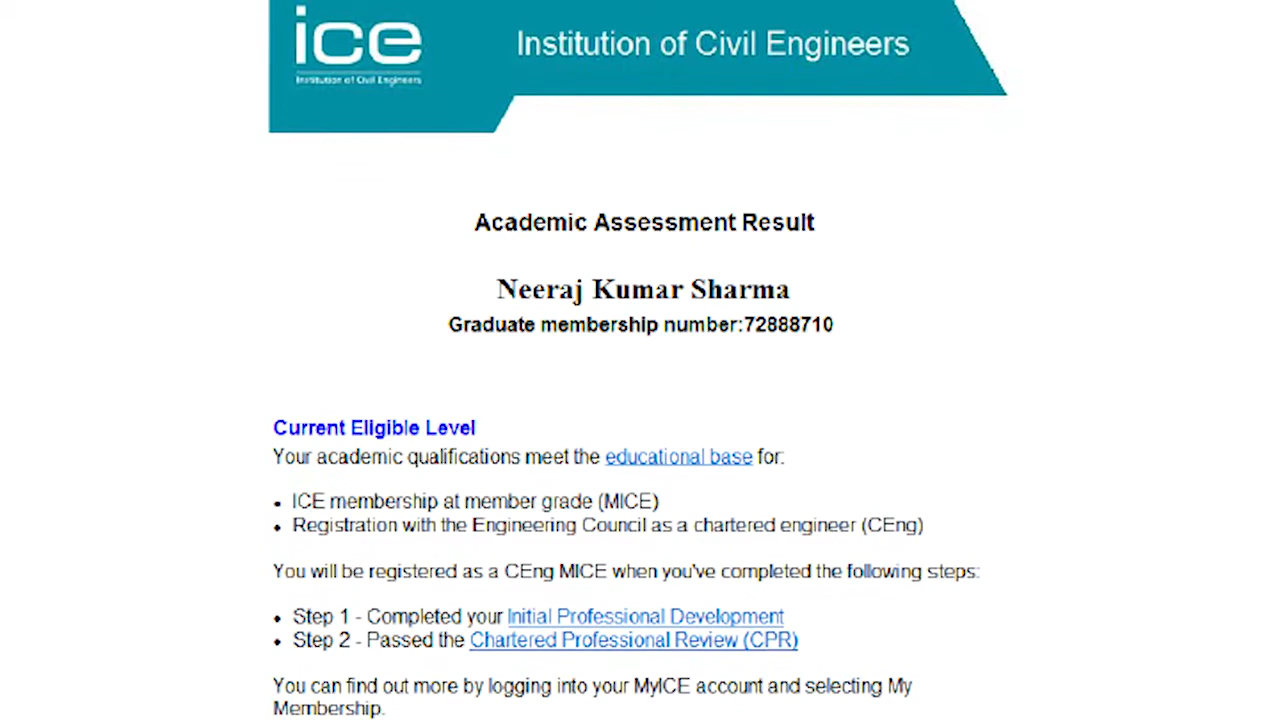 ice
Institution of Civil Engineers
Institution of Civil Engineers
Academic Assessment Result
Neeraj Kumar Sharma
Graduate membership number:72888710
Current Eligible Level
Your academic qualifications meet the educational base for:
• ICE membership at member grade (MICE)
• Registration with the Engineering Council as a chartered engineer (CEng)
You will be registered as a CEng MICE when you've completed the following steps:
• Step 1 - Completed your Initial Professional Development
• Step 2 - Passed the Chartered Professional Review (CPR)
You can find out more by logging into your MyICE account and selecting My
Membership.